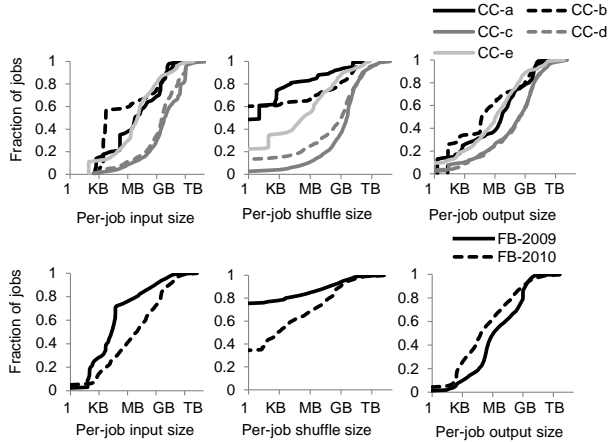 CC-a CC-b
CC-c CC-d
CC-e
Fraction of jobs
1
0.8
0.6
0.4
0.2
0
1 KB MB GB TB
Per-job input size
1
0.8
0.6
0.4
0.2
0
1 KB MB GB TB
Per-job shuffle size
1
0.8
0.6
0.4
0.2
0
1 KB MB GB TB
Per-job output size
FB-2009
FB-2010
Fraction of jobs
1
0.8
0.6
0.4
0.2
0
1 KB MB GB TB
Per-job input size
1
0.8
0.6
0.4
0.2
0
1 KB MB GB TB
Per-job shuffle size
1
0.8
0.6
0.4
0.2
0
1 KB MB GB TB
Per-job output size